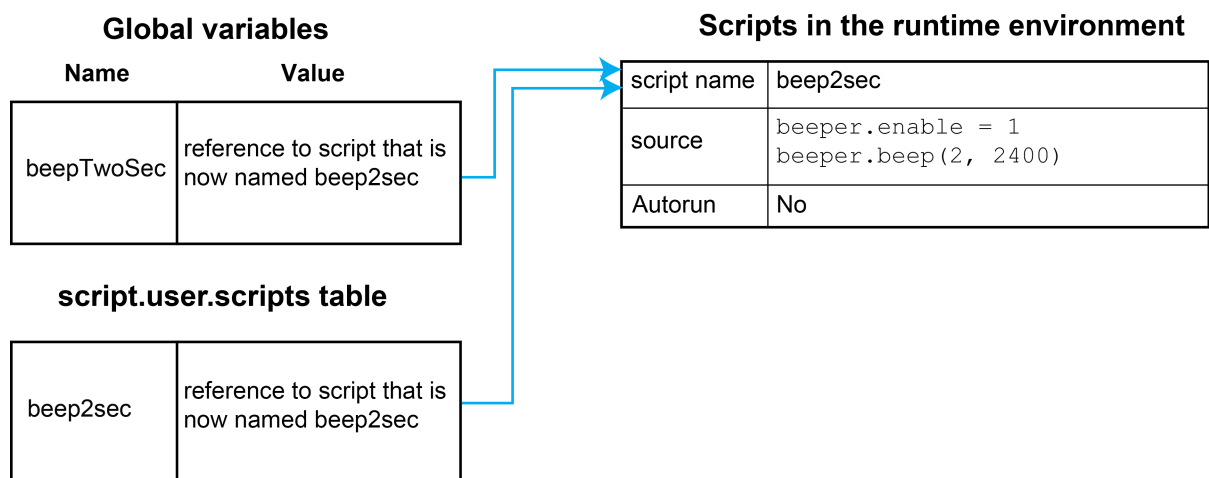 Global variables
Name Value
beepTwoSec
reference to script that is
now named beep2sec
script.user.scripts table
beep2sec
reference to script that is
now named beep2sec
Scripts in the runtime environment
script name beep2sec
source
beeper.enable = 1
beeper.beep(2, 2400)
Autorun No